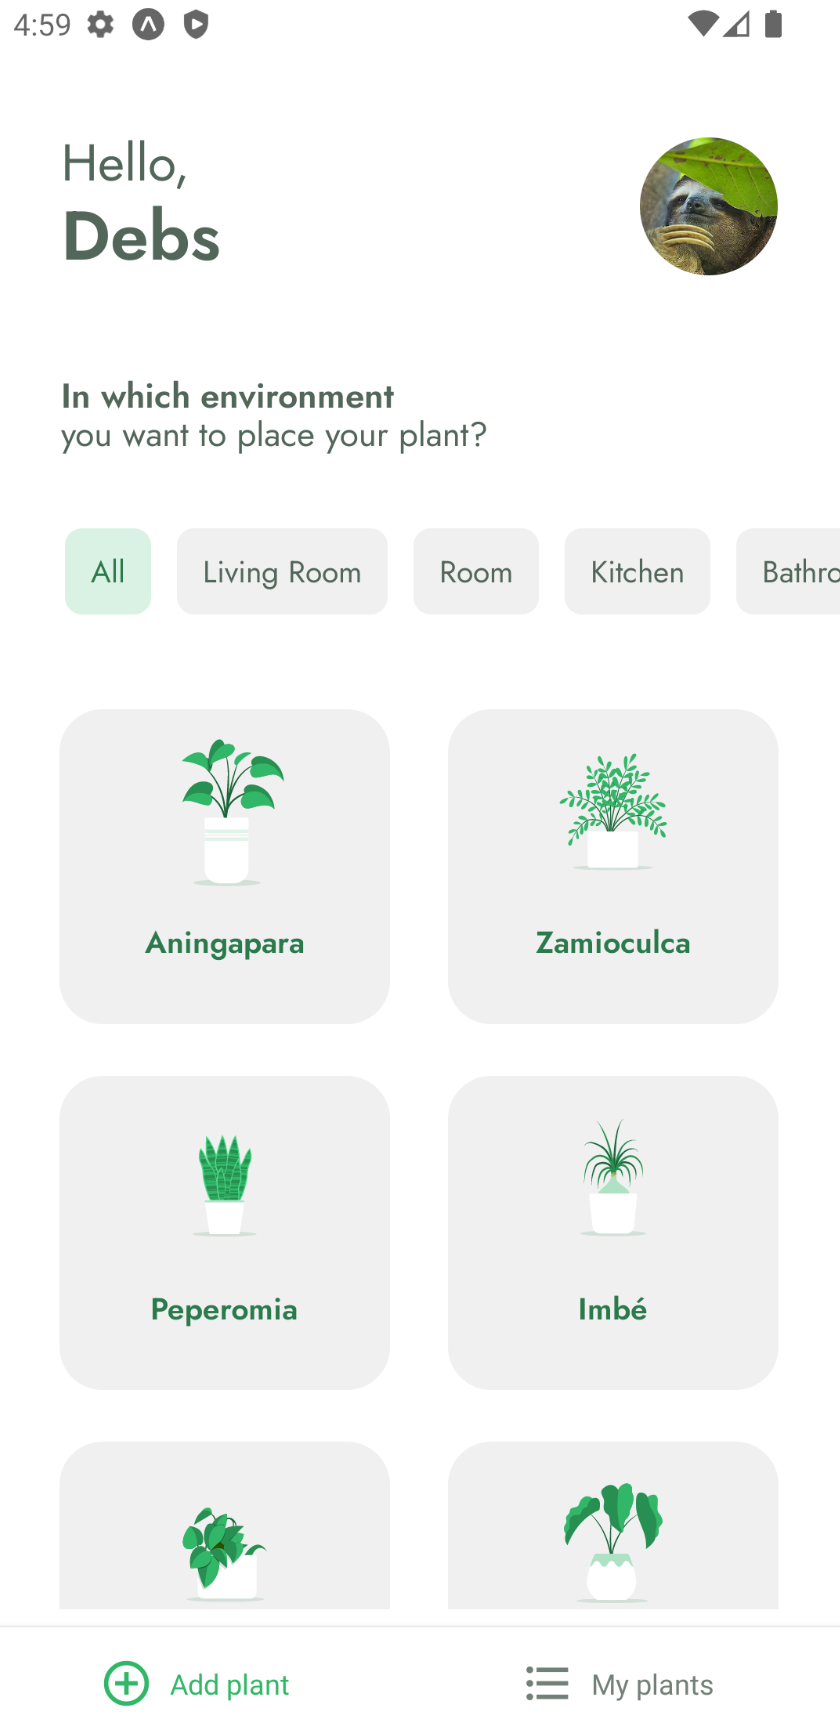 4:59
Hello,
Debs
In which environment
you want to place your plant?
All
Living Room
Room
Kitchen
Bathro
Aningapara
Zamioculca
Peperomia
Imbé
Add plant
My plants